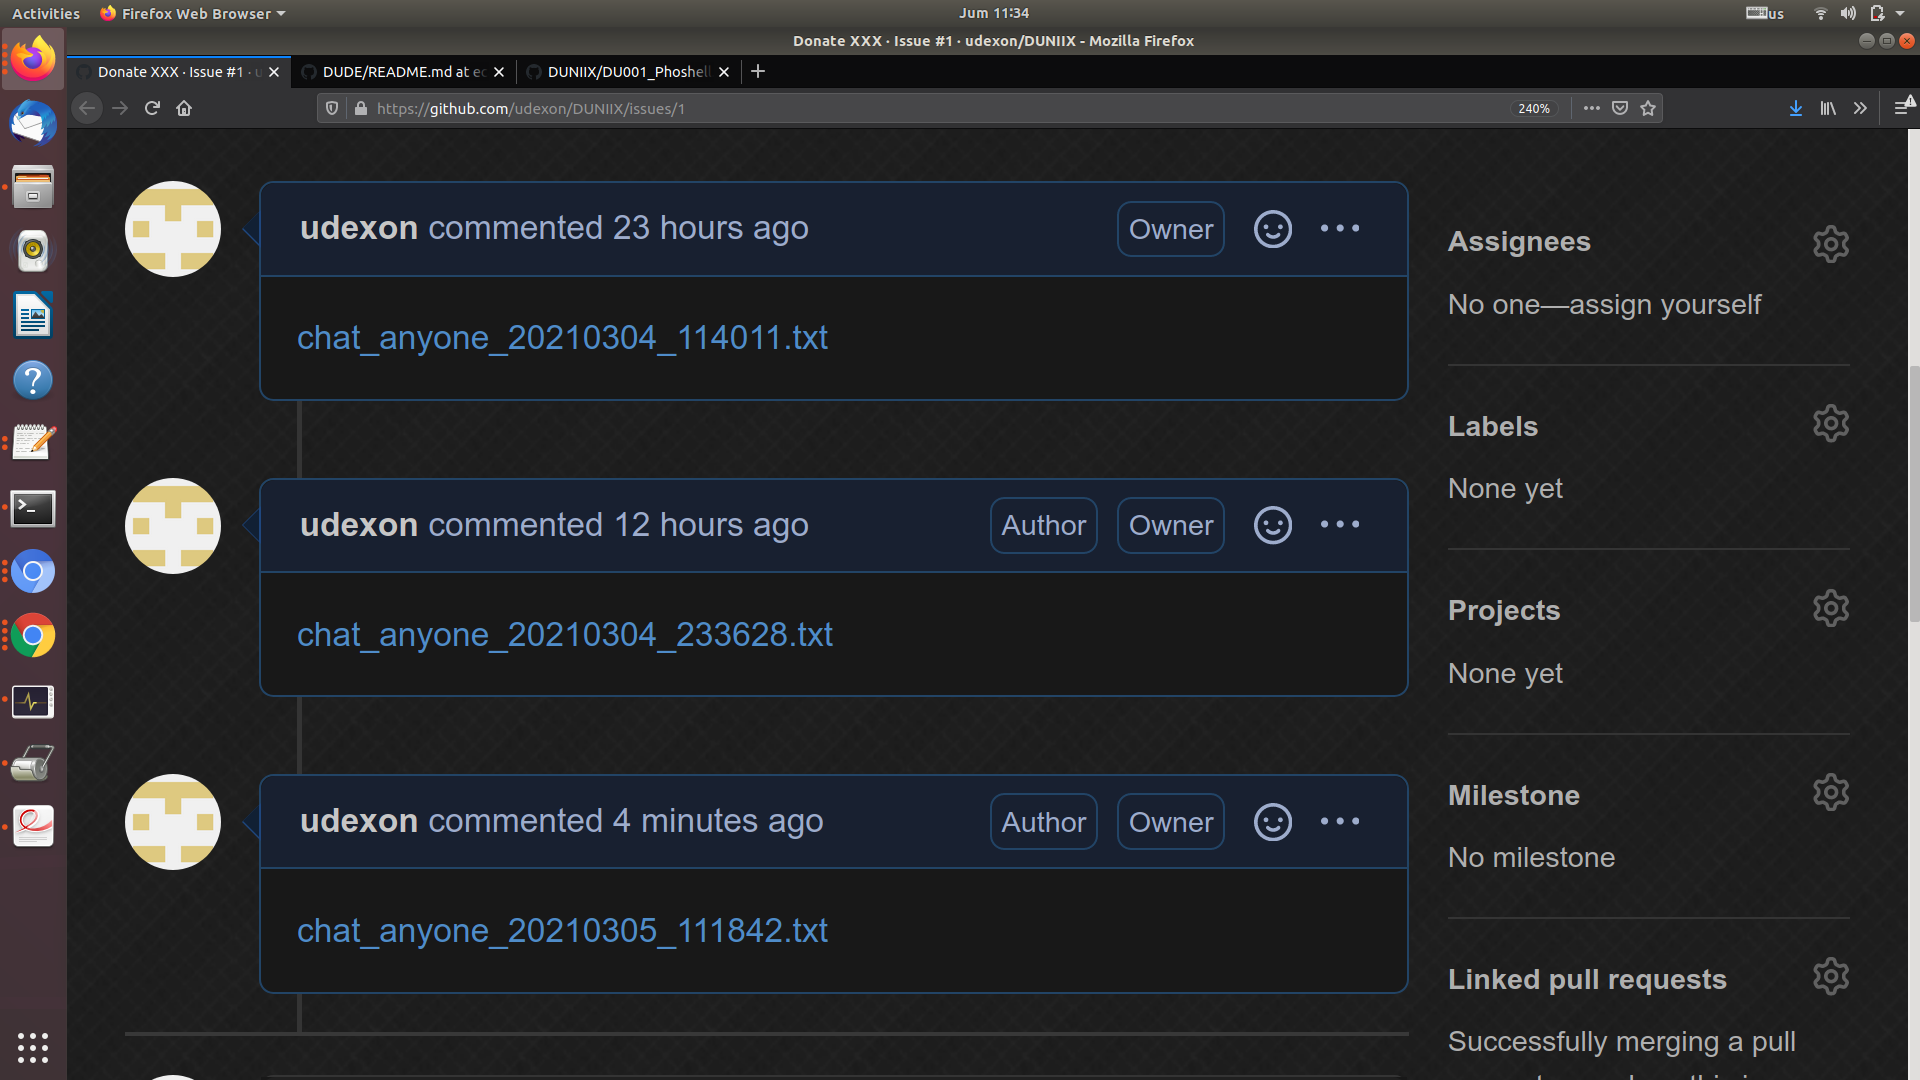 Activities
Firefox Web Browser
Jum 11:34
us
Donate XXX · Issue #1 · udexon/DUNIIX - Mozilla Firefox
Donate XXX · Issue #1 · u
DUDE/README.md at ec
DUNIIX/DU001_Phoshell
https://github.com/udexon/DUNIIX/issues/1
240%
udexon commented 23 hours ago
Owner
chat_anyone_20210304_114011.txt
udexon commented 12 hours ago
Author
Owner
chat_anyone_20210304_233628.txt
udexon commented 4 minutes ago
Author
Owner
chat_anyone_20210305_111842.txt
Assignees
No one—assign yourself
Labels
None yet
Projects
None yet
Milestone
No milestone
Linked pull requests
Successfully merging a pull